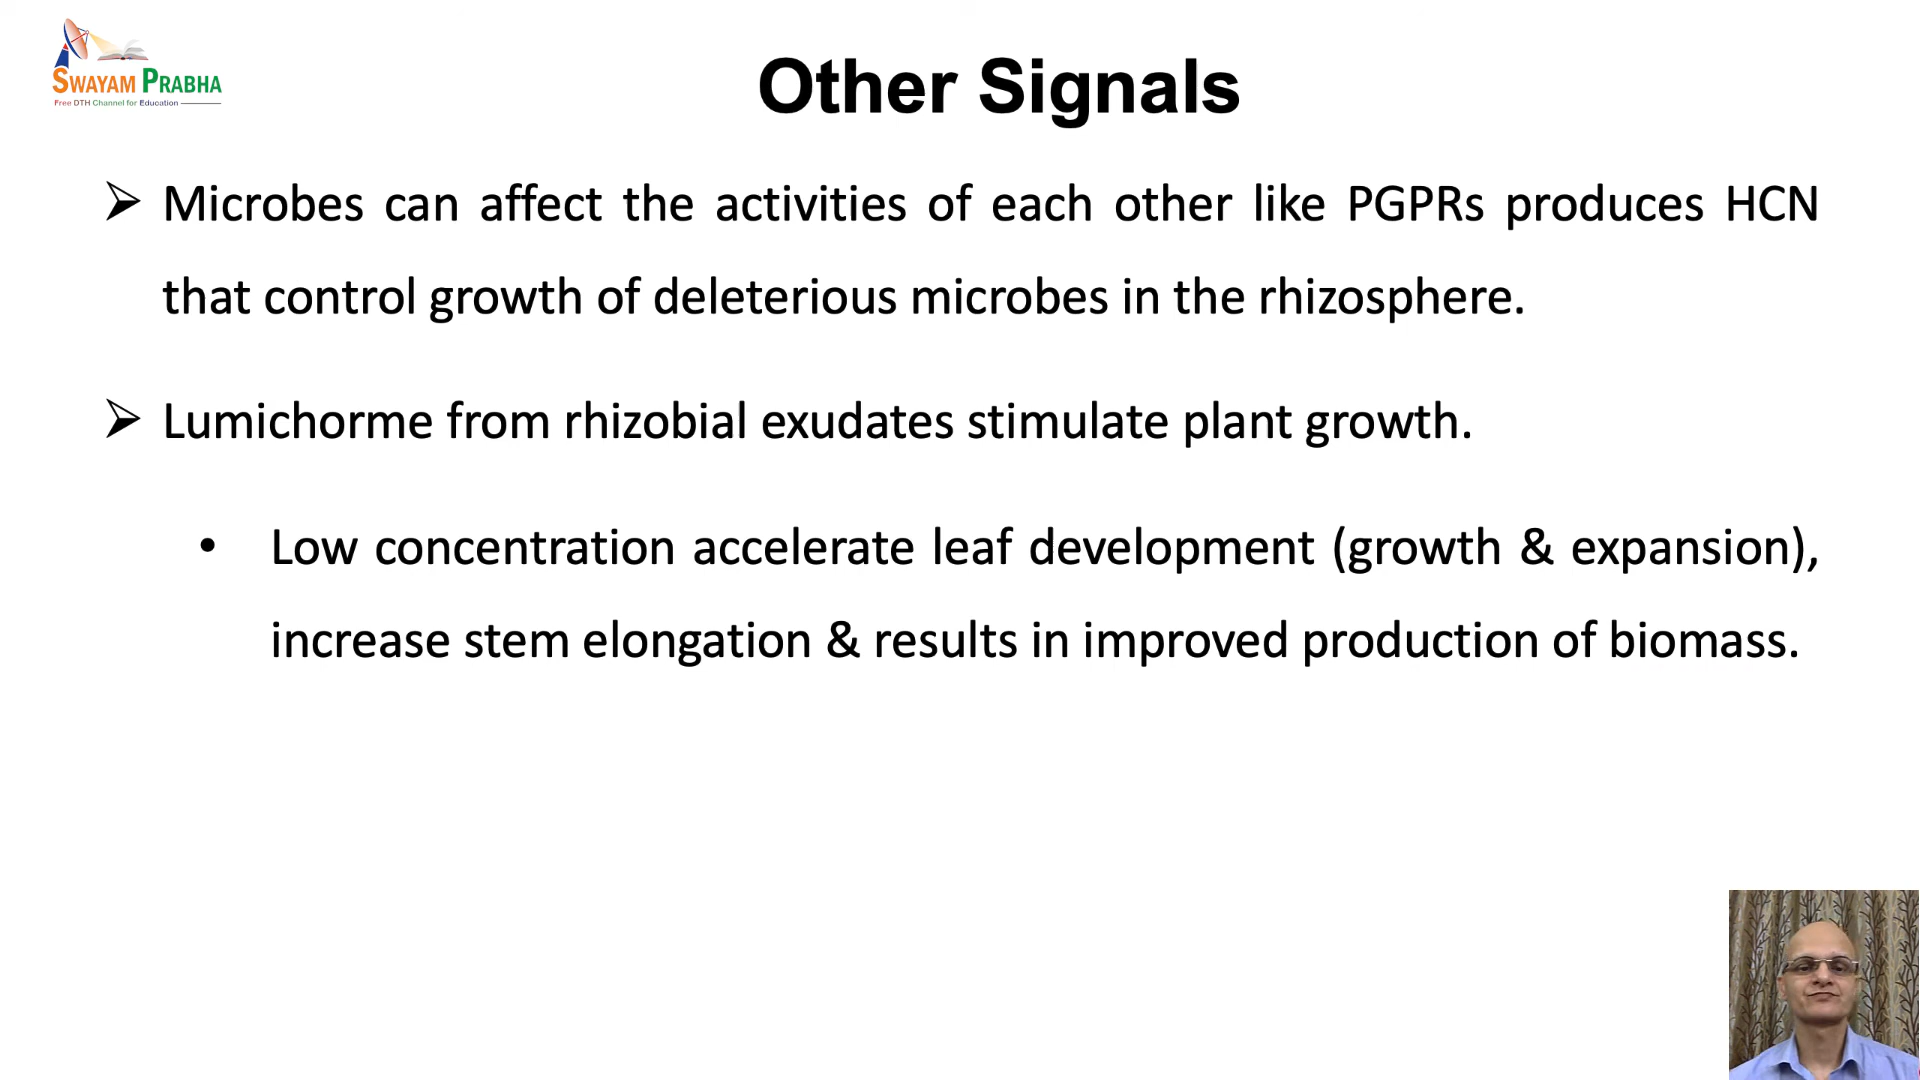 SWAYAM PRABHA
Free DTH Channel for Education
Other Signals
Microbes can affect the activities of each other like PGPRs produces HCN
that control growth of deleterious microbes in the rhizosphere.
Lumichorme from rhizobial exudates stimulate plant growth.
Low concentration accelerate leaf development (growth & expansion),
increase stem elongation & results in improved production of biomass.